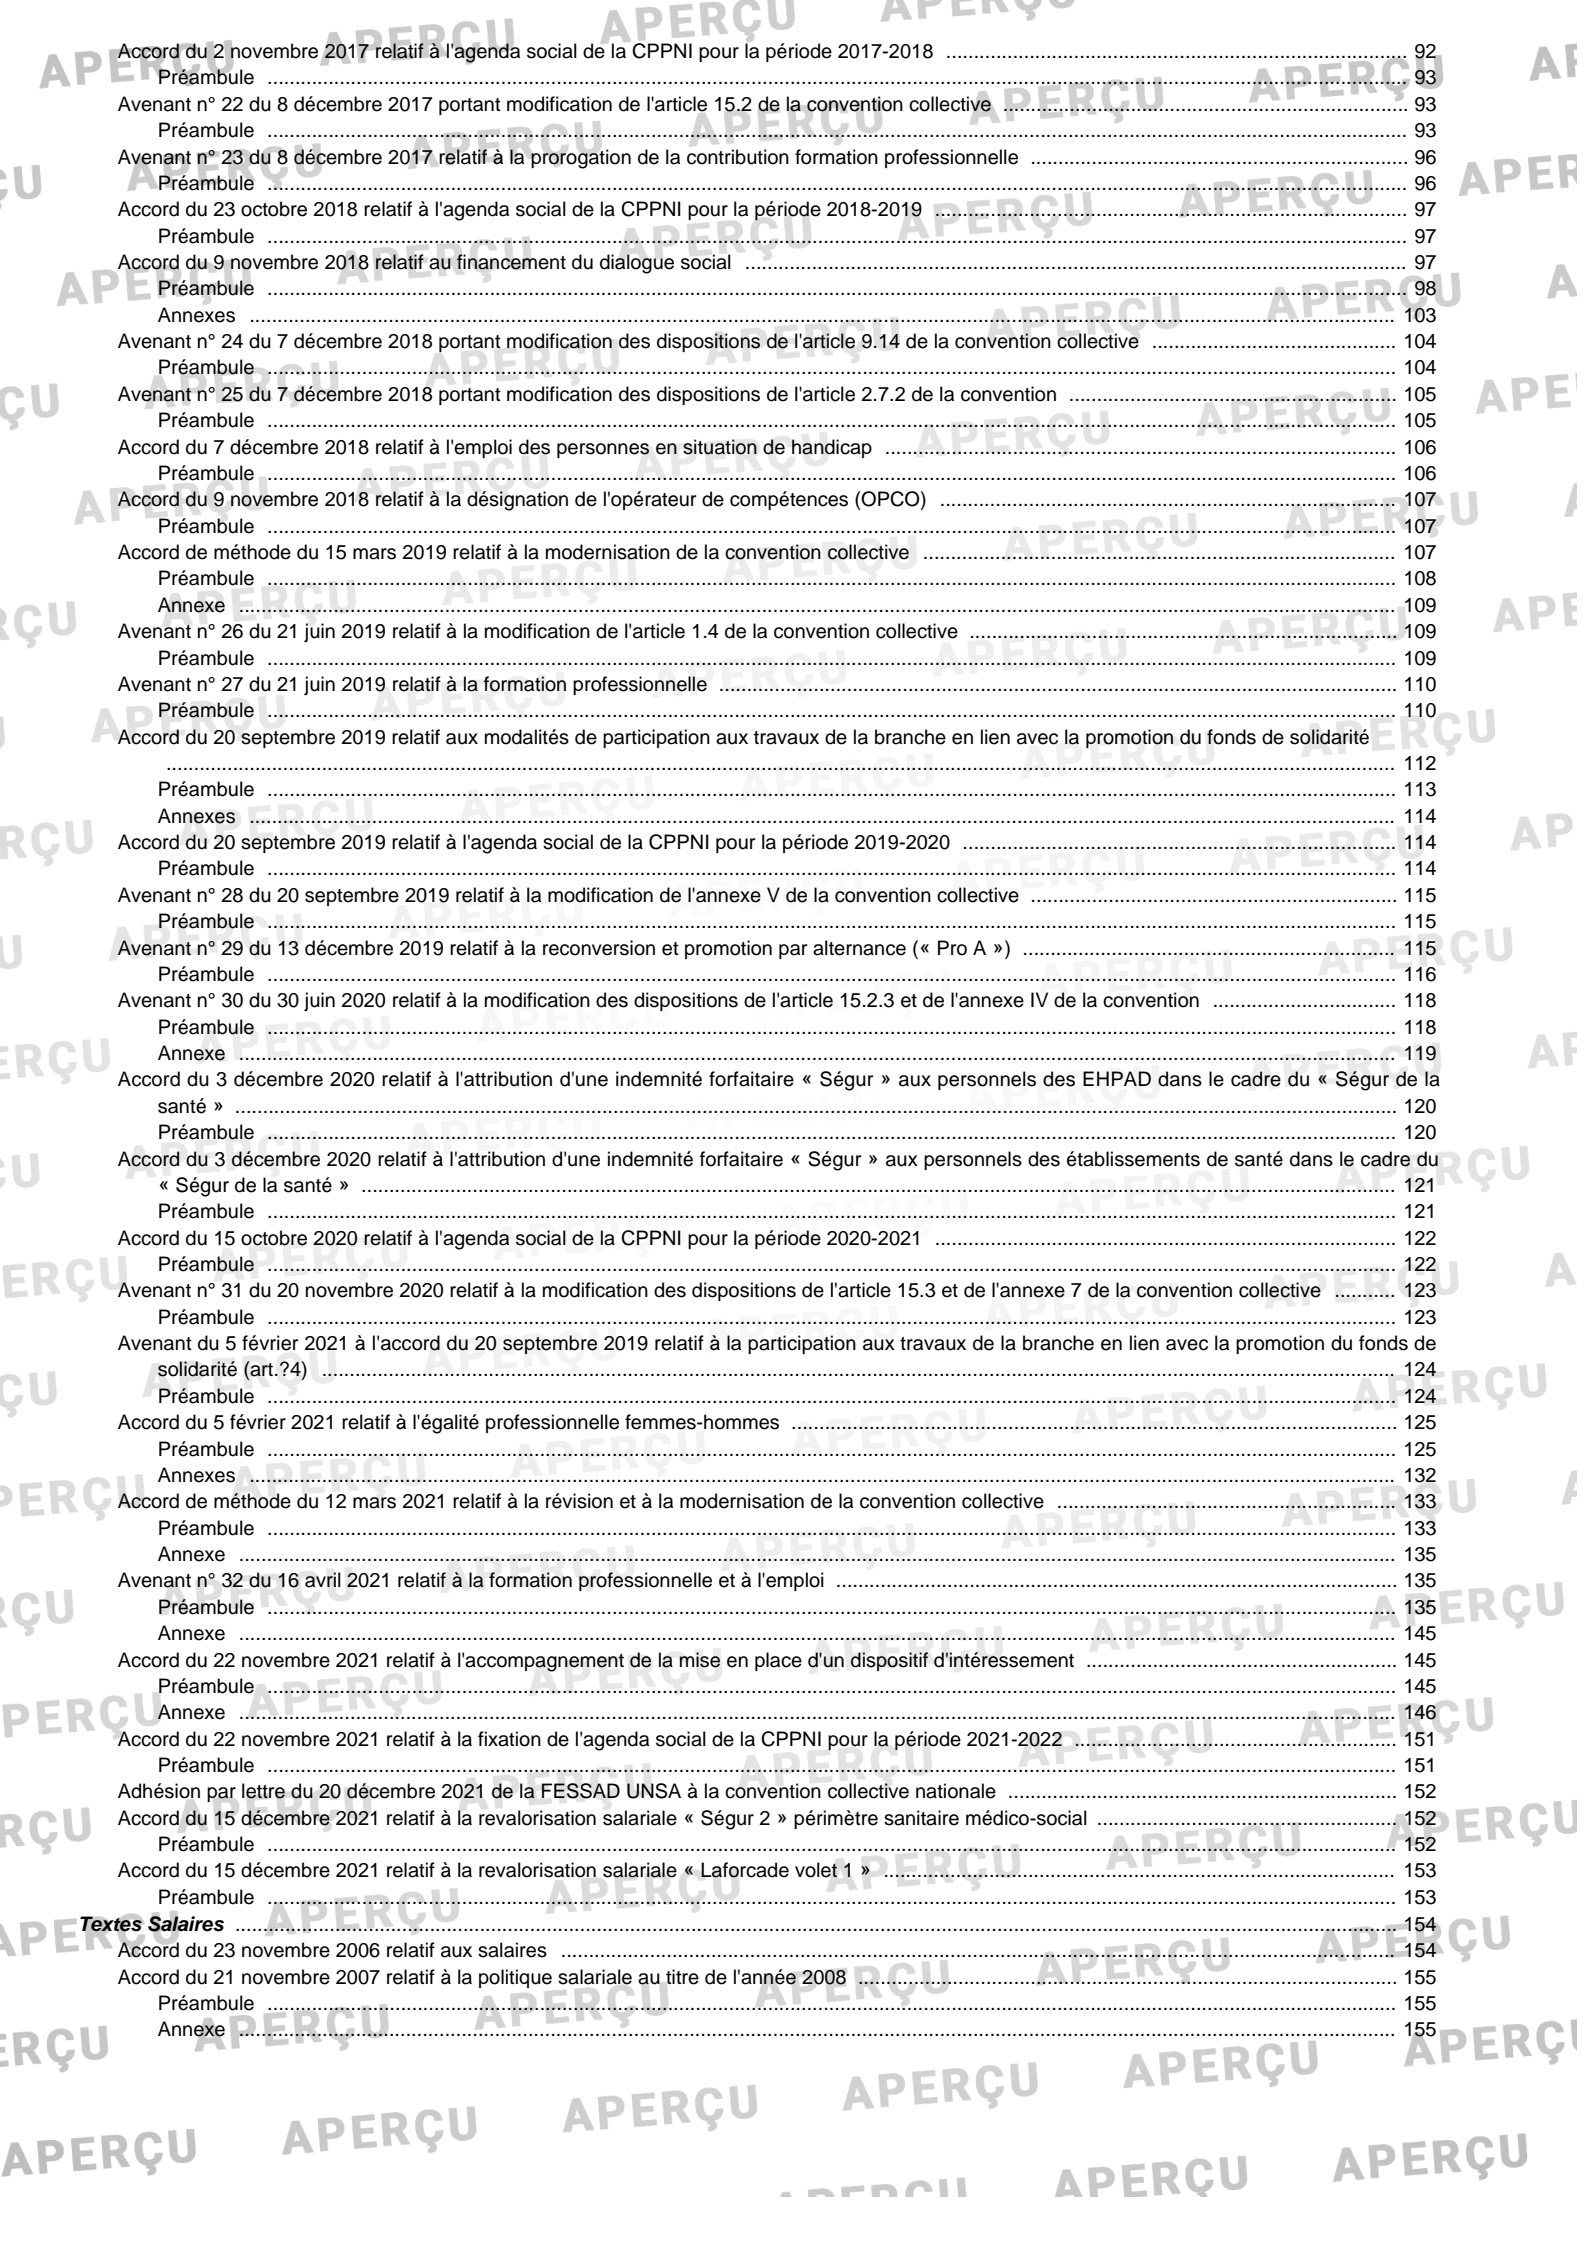 Accord du 2 novembre 2017 relatif à l'agenda social de la CPPNI pour la période 2017-2018 ........ 92
Préambule ........ 93
Avenant n° 22 du 8 décembre 2017 portant modification de l'article 15.2 de la convention collective ........ 93
Préambule ........ 93
Avenant n° 23 du 8 décembre 2017 relatif à la prorogation de la contribution formation professionnelle ........ 96
Préambule ........ 96
Accord du 23 octobre 2018 relatif à l'agenda social de la CPPNI pour la période 2018-2019 ........ 97
Préambule ........ 97
Accord du 9 novembre 2018 relatif au financement du dialogue social ........ 97
Préambule ........ 98
Annexes ........ 103
Avenant n° 24 du 7 décembre 2018 portant modification des dispositions de l'article 9.14 de la convention collective ........ 104
Préambule ........ 104
Avenant n° 25 du 7 décembre 2018 portant modification des dispositions de l'article 2.7.2 de la convention ........ 105
Préambule ........ 105
Accord du 7 décembre 2018 relatif à l'emploi des personnes en situation de handicap ........ 106
Préambule ........ 106
Accord du 9 novembre 2018 relatif à la désignation de l'opérateur de compétences (OPCO) ........ 107
Préambule ........ 107
Accord de méthode du 15 mars 2019 relatif à la modernisation de la convention collective ........ 107
Préambule ........ 108
Annexe ........ 109
Avenant n° 26 du 21 juin 2019 relatif à la modification de l'article 1.4 de la convention collective ........ 109
Préambule ........ 109
Avenant n° 27 du 21 juin 2019 relatif à la formation professionnelle ........ 110
Préambule ........ 110
Accord du 20 septembre 2019 relatif aux modalités de participation aux travaux de la branche en lien avec la promotion du fonds de solidarité
........ 112
Préambule ........ 113
Annexes ........ 114
Accord du 20 septembre 2019 relatif à l'agenda social de la CPPNI pour la période 2019-2020 ........ 114
Préambule ........ 114
Avenant n° 28 du 20 septembre 2019 relatif à la modification de l'annexe V de la convention collective ........ 115
Préambule ........ 115
Avenant n° 29 du 13 décembre 2019 relatif à la reconversion et promotion par alternance (« Pro A ») ........ 115
Préambule ........ 116
Avenant n° 30 du 30 juin 2020 relatif à la modification des dispositions de l'article 15.2.3 et de l'annexe IV de la convention ........ 118
Préambule ........ 118
Annexe ........ 119
Accord du 3 décembre 2020 relatif à l'attribution d'une indemnité forfaitaire « Ségur » aux personnels des EHPAD dans le cadre du « Ségur de la
santé » ........ 120
Préambule ........ 120
Accord du 3 décembre 2020 relatif à l'attribution d'une indemnité forfaitaire « Ségur » aux personnels des établissements de santé dans le cadre du
« Ségur de la santé » ........ 121
Préambule ........ 121
Accord du 15 octobre 2020 relatif à l'agenda social de la CPPNI pour la période 2020-2021 ........ 122
Préambule ........ 122
Avenant n° 31 du 20 novembre 2020 relatif à la modification des dispositions de l'article 15.3 et de l'annexe 7 de la convention collective ........ 123
Préambule ........ 123
Avenant du 5 février 2021 à l'accord du 20 septembre 2019 relatif à la participation aux travaux de la branche en lien avec la promotion du fonds de
solidarité (art.?4) ........ 124
Préambule ........ 124
Accord du 5 février 2021 relatif à l'égalité professionnelle femmes-hommes ........ 125
Préambule ........ 125
Annexes ........ 132
Accord de méthode du 12 mars 2021 relatif à la révision et à la modernisation de la convention collective ........ 133
Préambule ........ 133
Annexe ........ 135
Avenant n° 32 du 16 avril 2021 relatif à la formation professionnelle et à l'emploi ........ 135
Préambule ........ 135
Annexe ........ 145
Accord du 22 novembre 2021 relatif à l'accompagnement de la mise en place d'un dispositif d'intéressement ........ 145
Préambule ........ 145
Annexe ........ 146
Accord du 22 novembre 2021 relatif à la fixation de l'agenda social de la CPPNI pour la période 2021-2022 ........ 151
Préambule ........ 151
Adhésion par lettre du 20 décembre 2021 de la FESSAD UNSA à la convention collective nationale ........ 152
Accord du 15 décembre 2021 relatif à la revalorisation salariale « Ségur 2 » périmètre sanitaire médico-social ........ 152
Préambule ........ 152
Accord du 15 décembre 2021 relatif à la revalorisation salariale « Laforcade volet 1 » ........ 153
Préambule ........ 153
Textes Salaires ........ 154
Accord du 23 novembre 2006 relatif aux salaires ........ 154
Accord du 21 novembre 2007 relatif à la politique salariale au titre de l'année 2008 ........ 155
Préambule ........ 155
Annexe ........ 155
APERÇU